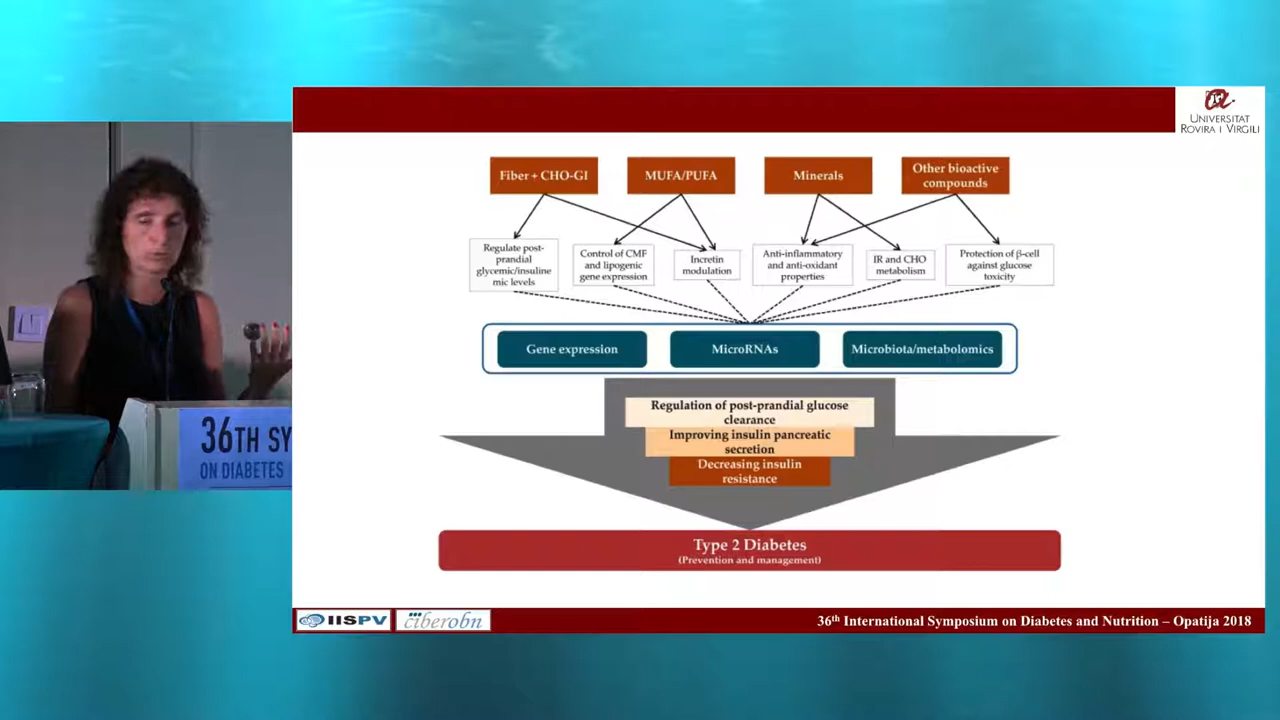 UNIVERSITAT
ROVIRA I VIRGILI
Fiber + CHO-GI
MUFA/PUFA
Minerals
Other bioactive
compounds
Regulate post-
prandial
glycemic/insuline
mic levels
Control of CMF
and lipogenic
gene expression
Incretin
modulation
Anti-inflammatory
and anti-oxidant
properties
IR and CHO
metabolism
Protection of β-cell
against glucose
toxicity
Gene expression
MicroRNAs
Microbiota/metabolomics
Regulation of post-prandial glucose
clearance
Improving insulin pancreatic
secretion
Decreasing insulin
resistance
Type 2 Diabetes
(Prevention and management)
IISPV
ciberobn
36th International Symposium on Diabetes and Nutrition – Opatija 2018
36TH SY
ON DIABETES